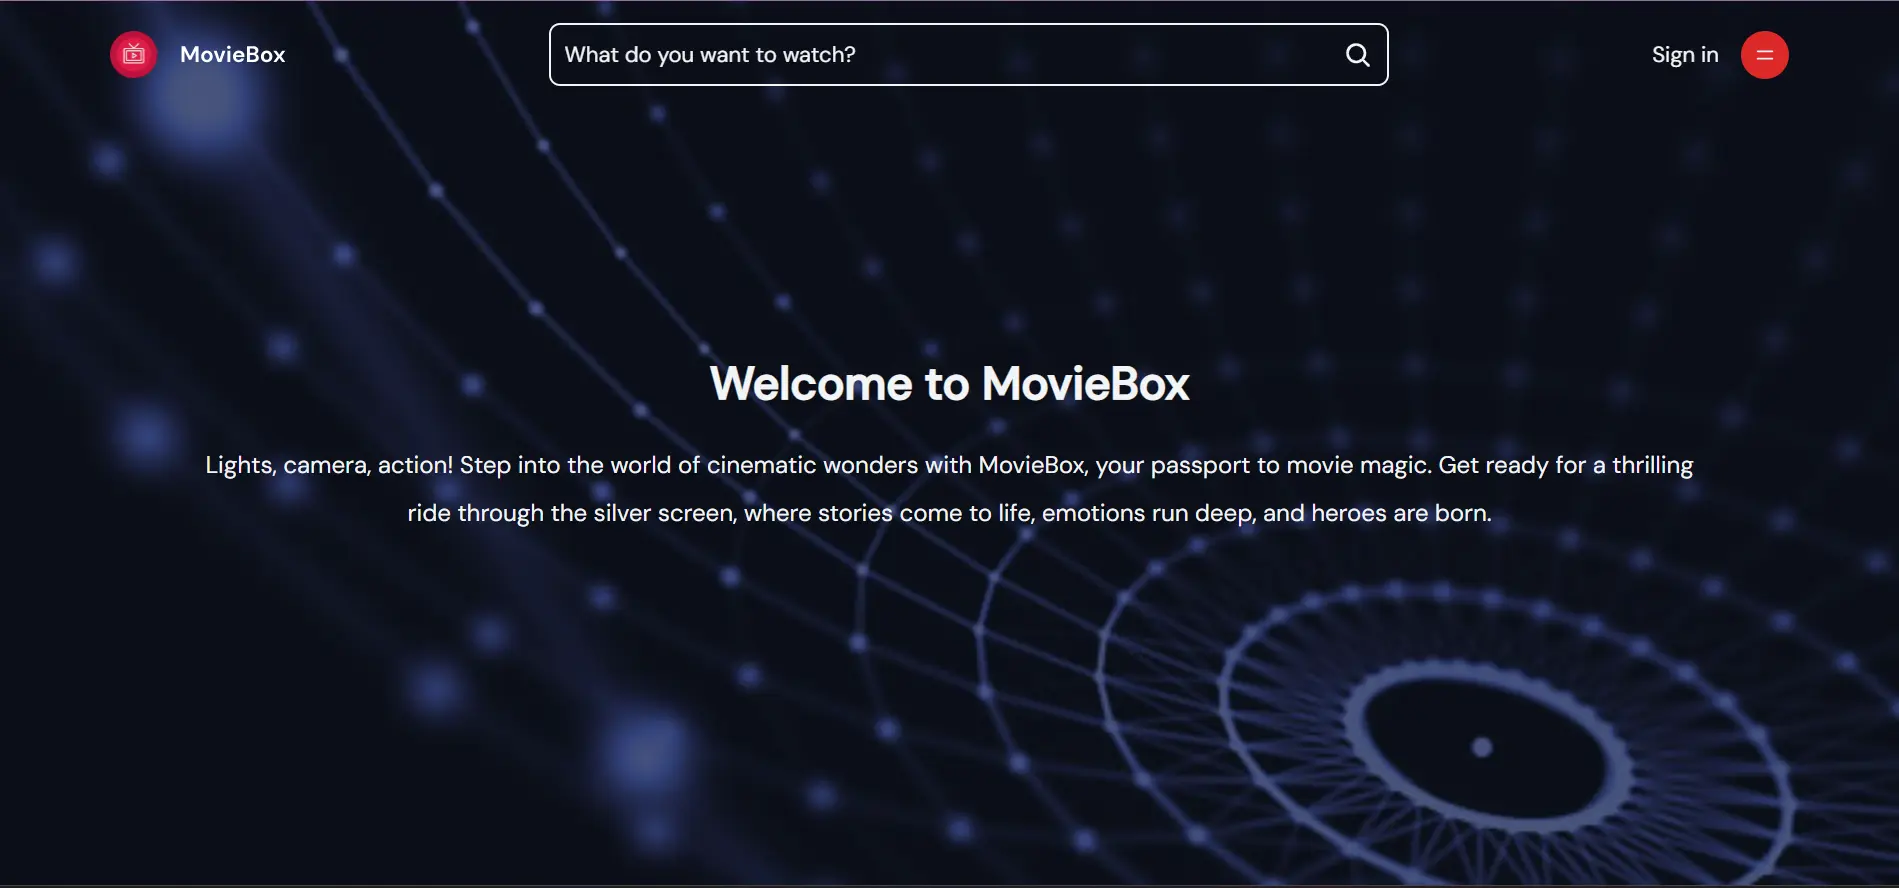 MovieBox
What do you want to watch?
Sign in
Welcome to MovieBox
Lights, camera, action! Step into the world of cinematic wonders with MovieBox, your passport to movie magic. Get ready for a thrilling
ride through the silver screen, where stories come to life, emotions run deep, and heroes are born.